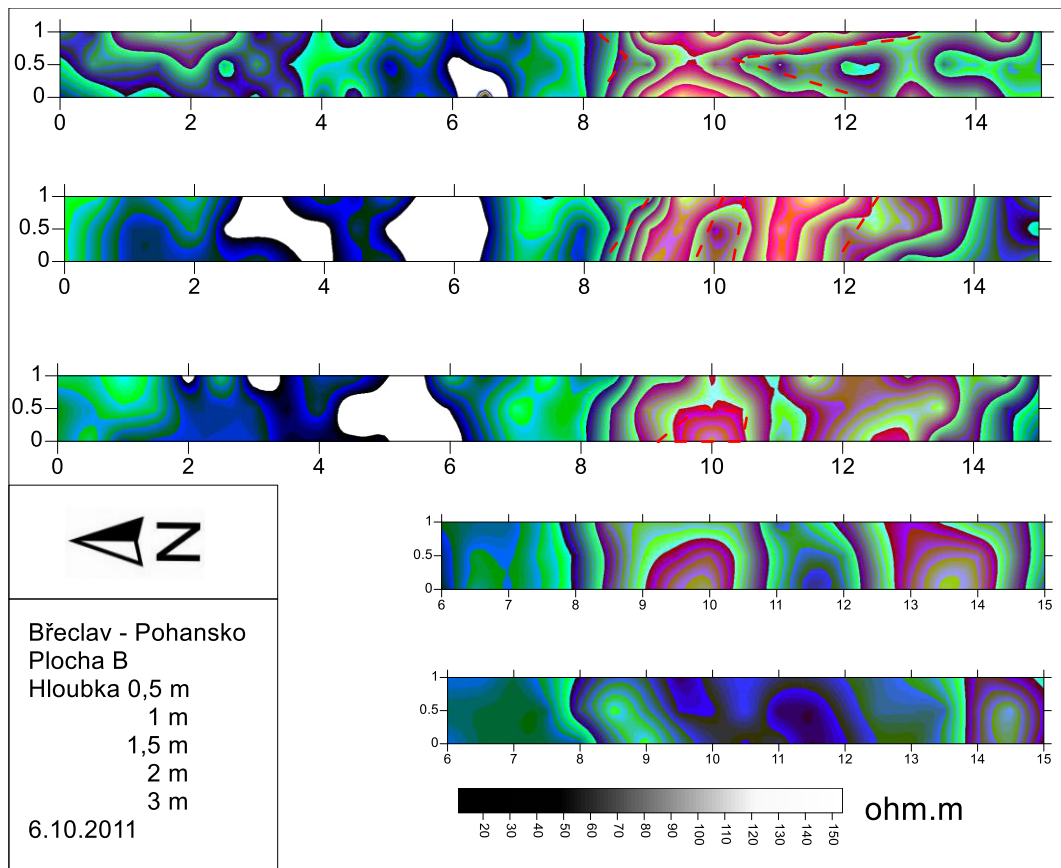 1
0.5
0
0 2 4 6 8 10 12 14
1
0.5
0
0 2 4 6 8 10 12 14
1
0.5
0
0 2 4 6 8 10 12 14
N
1
0.5
0
6 7 8 9 10 11 12 13 14 15
Břeclav - Pohansko
Plocha B
Hloubka 0,5 m
1 m
1,5 m
2 m
3 m
6.10.2011
1
0.5
0
6 7 8 9 10 11 12 13 14 15
20 30 40 50 60 70 80 90 100 110 120 130 140 150
ohm.m